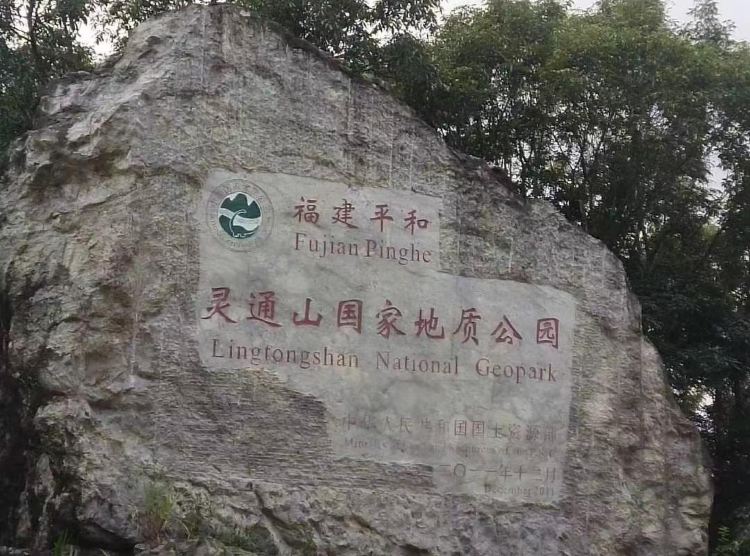 福建平和
Fujian Pinghe
灵通山国家地质公园
Lingtongshan National Geopark
中华人民共和国国土资源部
二〇一一年十二月
December 2011